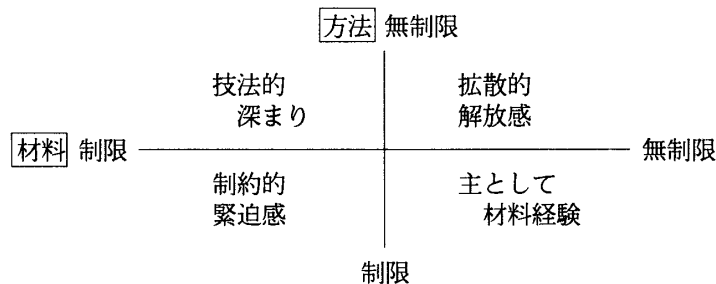 方法 無制限
技法的
深まり
拡散的
解放感
材料 制限
無制限
制約的
緊迫感
主として
材料経験
制限